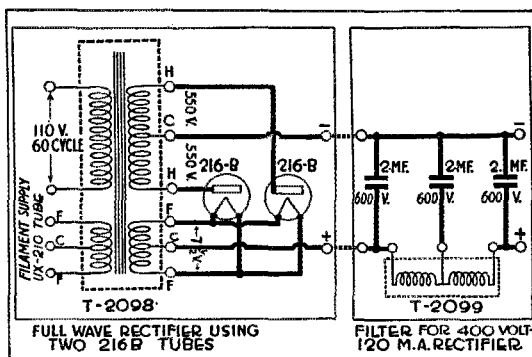 H
550 V.
C
550 V.
H
110 V.
60 CYCLE
FILAMENT SUPPLY
UX-210 TUBE
F
C
F
F
C
F
7½V.
216-B
216-B
−
+
T-2098
FULL WAVE RECTIFIER USING
TWO 216B TUBES
−
+
2-MF.
600 V.
2-MF.
600 V.
2-MF.
600 V.
T-2099
FILTER FOR 400 VOLT-
120 M.A. RECTIFIER